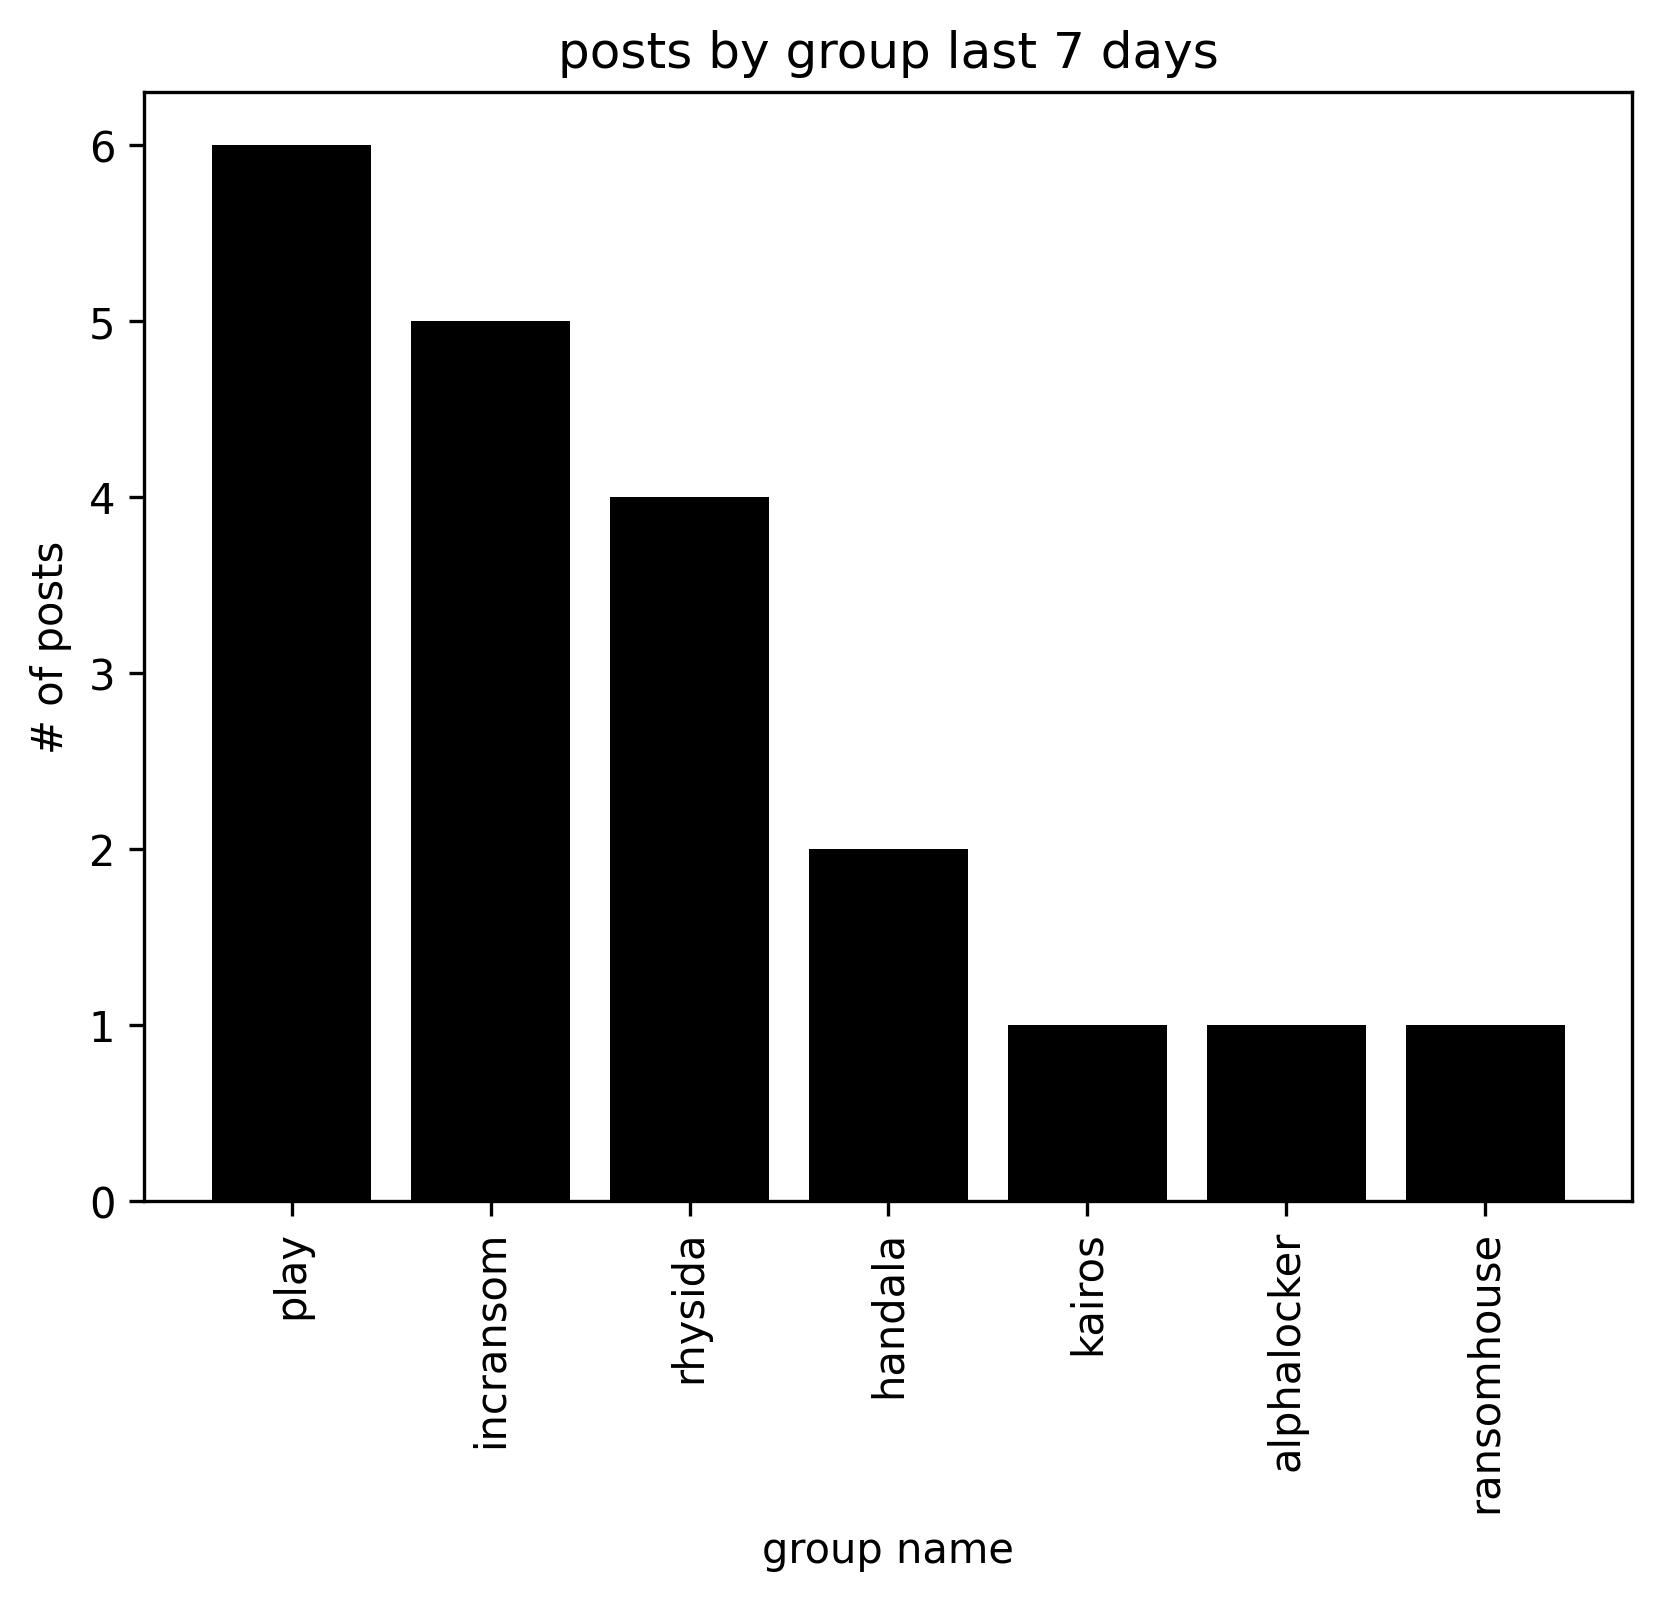 posts by group last 7 days
6
5
4
3
2
1
0
# of posts
play
incransom
rhysida
handala
kairos
alphalocker
ransomhouse
group name